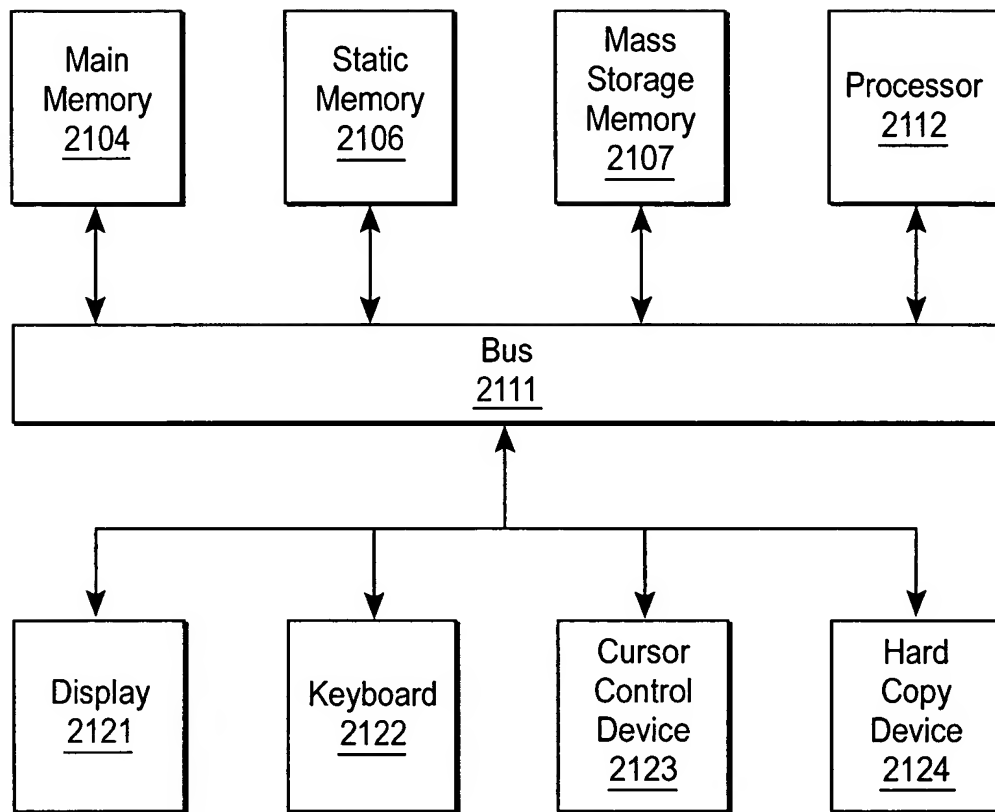 Main
Memory
2104
Static
Memory
2106
Mass
Storage
Memory
2107
Processor
2112
Bus
2111
Display
2121
Keyboard
2122
Cursor
Control
Device
2123
Hard
Copy
Device
2124